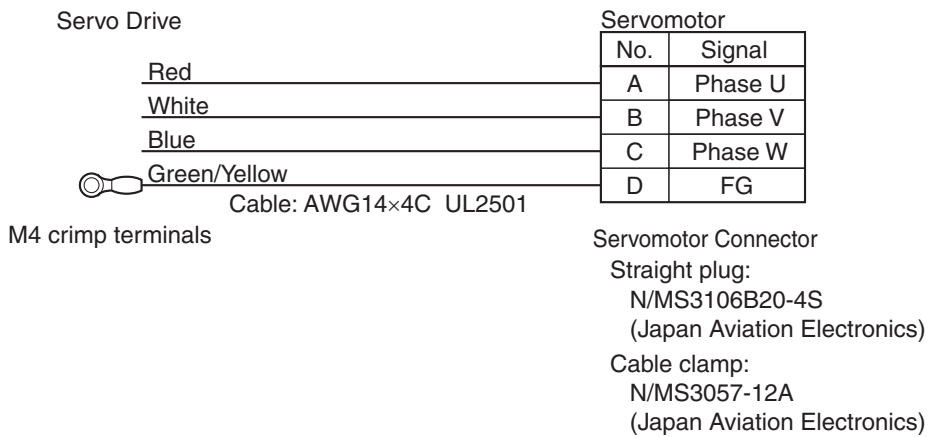 Servo Drive
Servomotor
No. Signal
Red
A Phase U
White
B Phase V
Blue
C Phase W
Green/Yellow
D FG
Cable: AWG14×4C UL2501
M4 crimp terminals
Servomotor Connector
Straight plug:
N/MS3106B20-4S
(Japan Aviation Electronics)
Cable clamp:
N/MS3057-12A
(Japan Aviation Electronics)